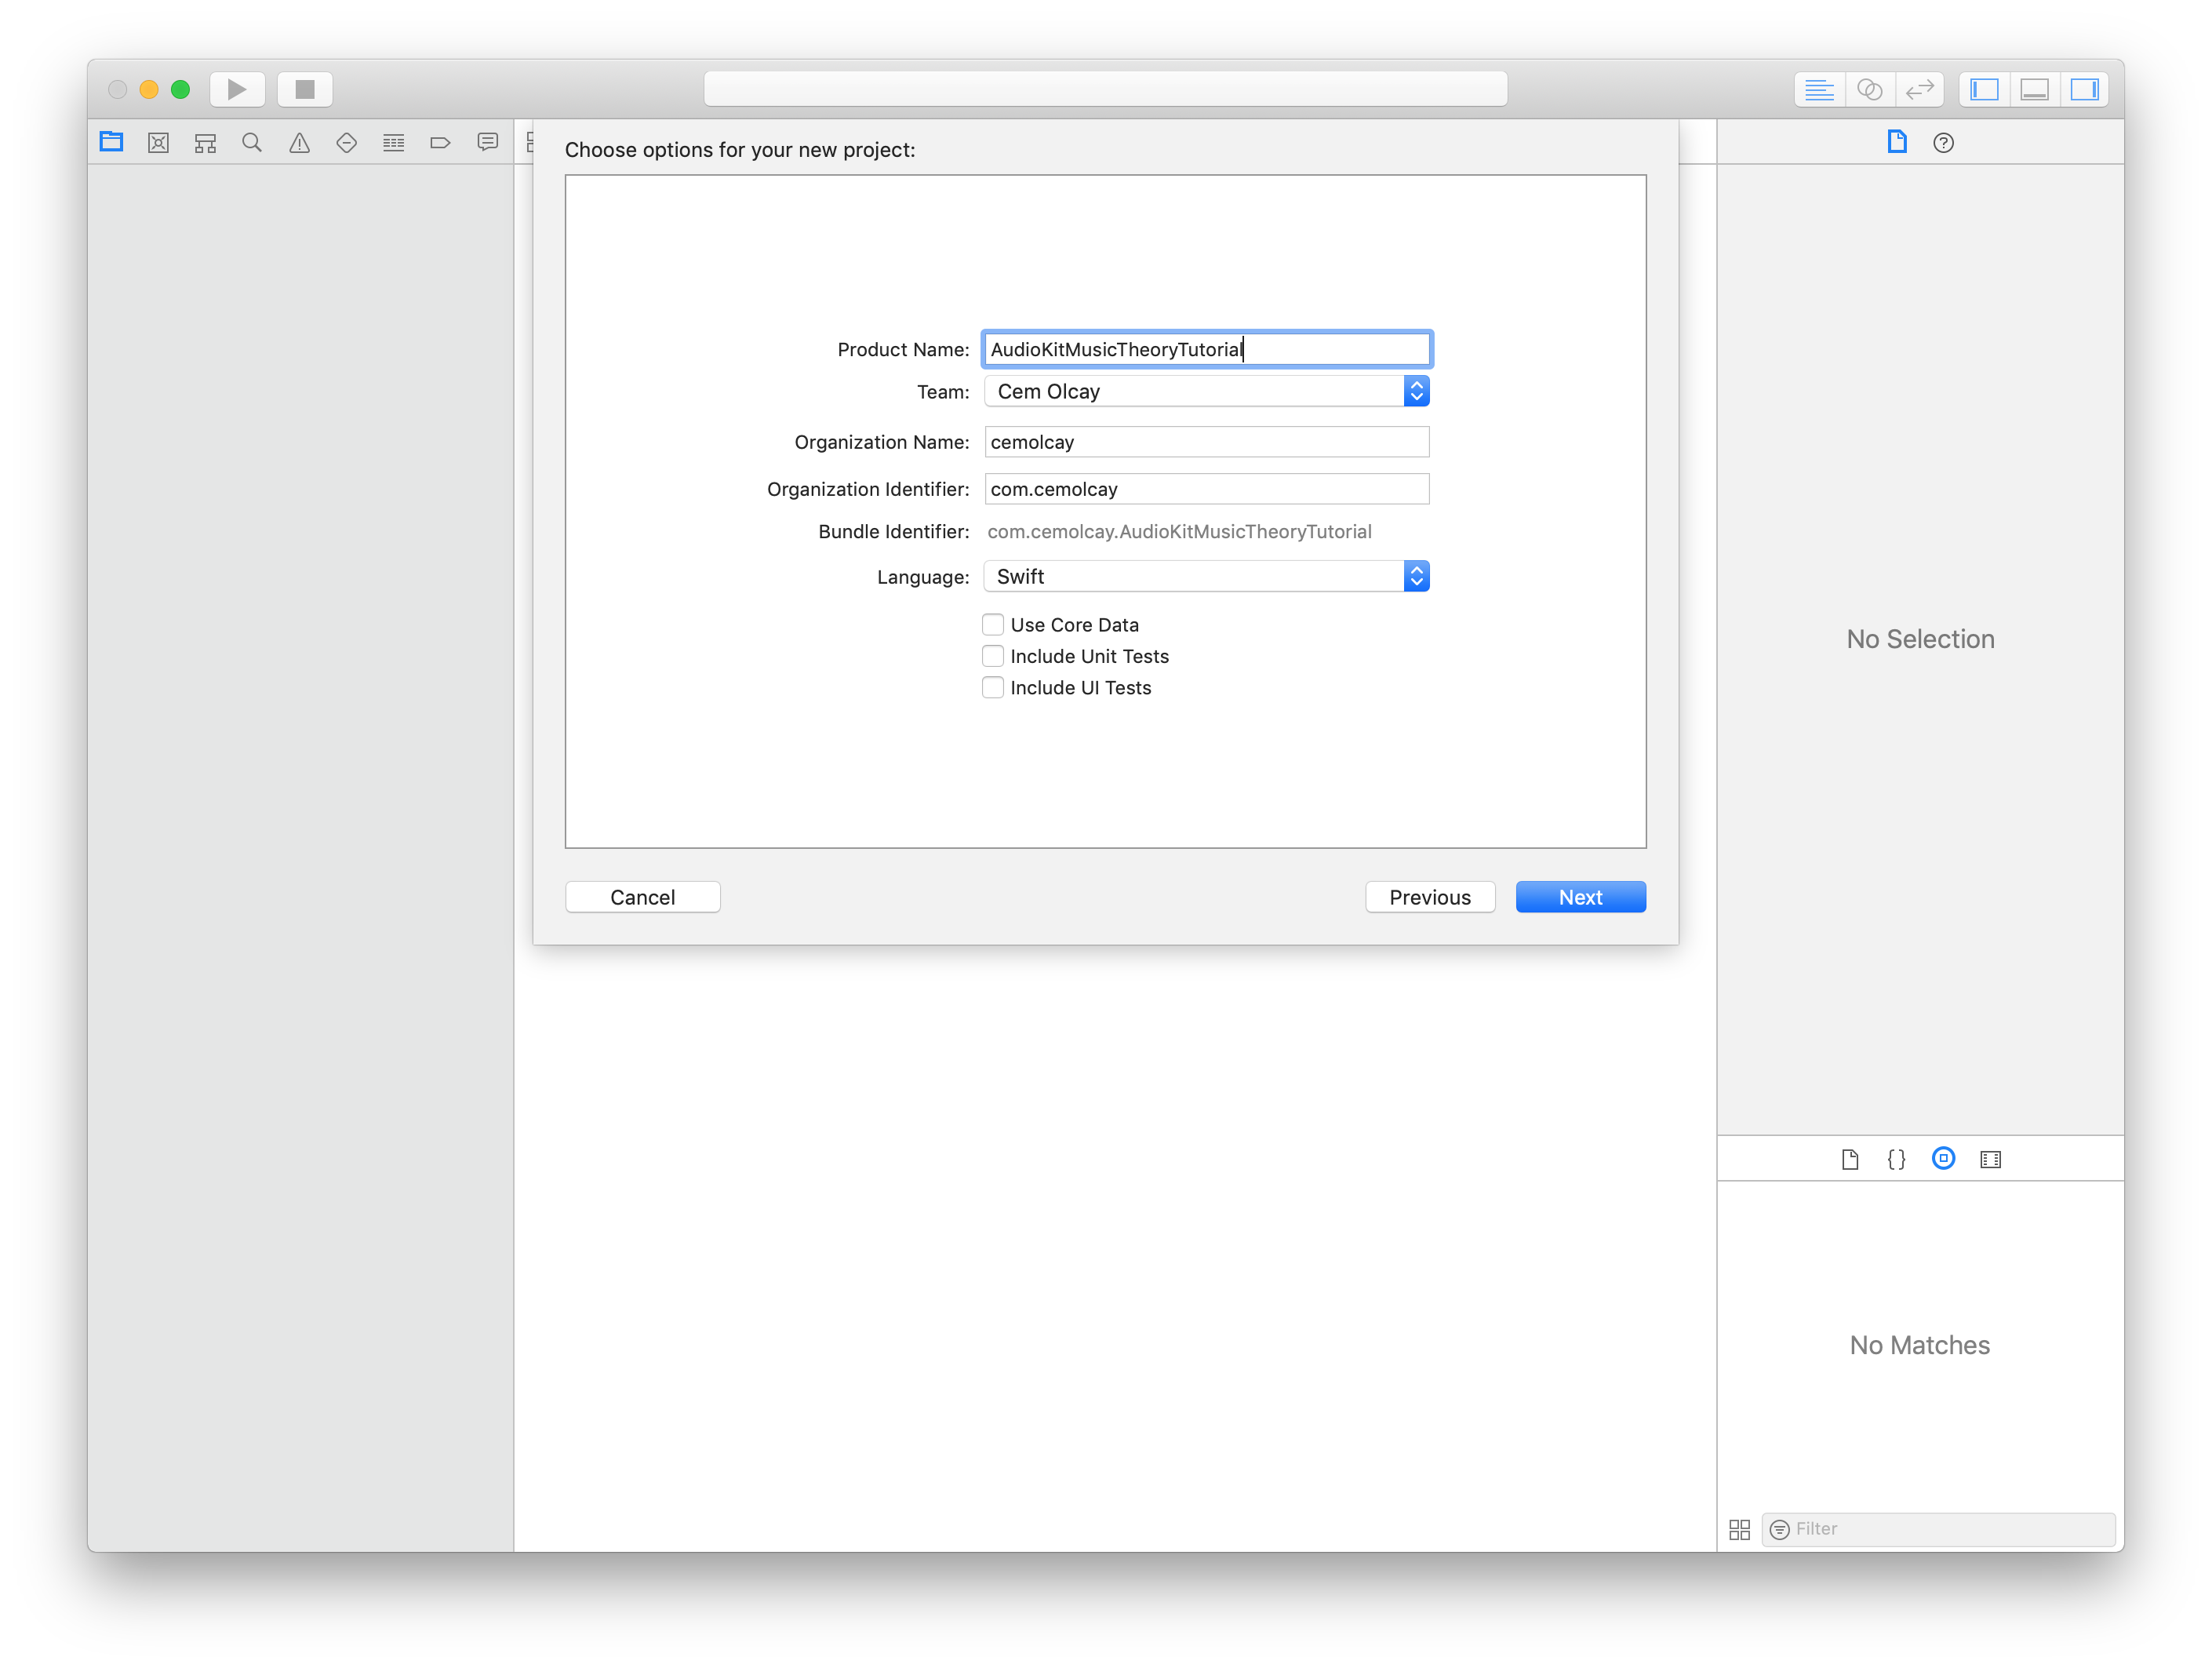 Choose options for your new project:
Product Name: AudioKitMusicTheoryTutorial
Team: Cem Olcay
Organization Name: cemolcay
Organization Identifier: com.cemolcay
Bundle Identifier: com.cemolcay.AudioKitMusicTheoryTutorial
Language: Swift
Use Core Data
Include Unit Tests
Include UI Tests
Cancel
Previous
Next
No Selection
No Matches
Filter